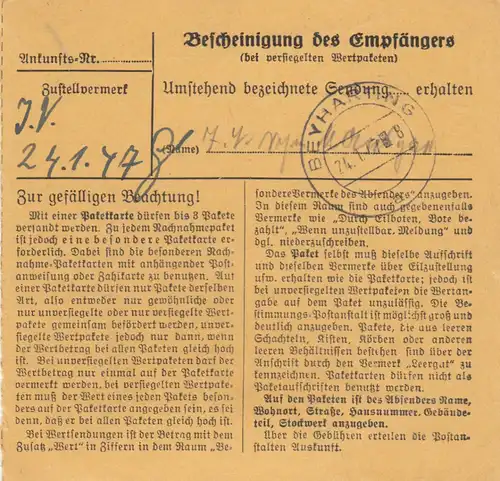 Ankunfts-Nr.
Zustellvermerk
24.1.47
Bescheinigung des Empfängers
(bei versiegelten Wertpaketen)
Umstehend bezeichnete Sendung... erhalten
(Name)
BEYHARTING
24.1.47
Zur gefälligen Beachtung!
Mit einer Paketkarte dürfen bis 3 Pakete
versandt werden. Zu jedem Nachnahmepaket
ist jedoch eine besondere Paketkarte er-
forderlich. Dabei sind die besonderen Nach-
nahme-Paketkarten mit anhängender Post-
anweisung oder Zahlkarte zu benutzen. Auf
einer Paketkarte dürfen nur Pakete derselben
Art, also entweder nur gewöhnliche oder
nur unversiegelte oder nur versiegelte Wert-
pakete gemeinsam befördert werden, unver-
siegelte Wertpakete jedoch nur dann, wenn
der Wertbetrag bei allen Paketen gleich hoch
ist. Bei unversiegelten Wertpaketen darf der
Wertbetrag nur einmal auf der Paketkarte
vermerkt werden, bei versiegelten Wertpake-
ten muß der Wert eines jeden Pakets beson-
ders auf der Paketkarte angegeben sein, es sei
denn, daß er bei allen Paketen gleich hoch ist.
Bei Wertsendungen ist der Betrag mit dem
Zusatz „Wert" in Ziffern in dem Raum „Be-
sondere Vermerke des Absenders" anzugeben.
In diesem Raum sind auch gegebenenfalls
Vermerke wie „Durch Eilboten, Bote be-
zahlt", „Wenn unzustellbar, Meldung" und
dgl. niederzuschreiben.
Das Paket selbst muß dieselbe Aufschrift
und dieselben Vermerke über Eilzustellung
usw. erhalten wie die Paketkarte; jedoch ist
bei unversiegelten Wertpaketen die Wertan-
gabe auf dem Paket unzulässig. Die Be-
stimmungs-Postanstalt ist möglichst groß und
deutlich anzugeben. Pakete, die aus leeren
Schachteln, Kisten, Körben oder anderen
leeren Behältnissen bestehen sind über der
Anschrift durch den Vermerk „Leergut" zu
kennzeichnen. Paketkarten dürfen nicht als
Paketaufschriften benutzt werden.
Auf den Paketen ist des Absenders Name,
Wohnort, Straße, Hausnummer, Gebäude-
teil, Stockwerk anzugeben.
Über die Gebühren erteilen die Postan-
stalten Auskunft.